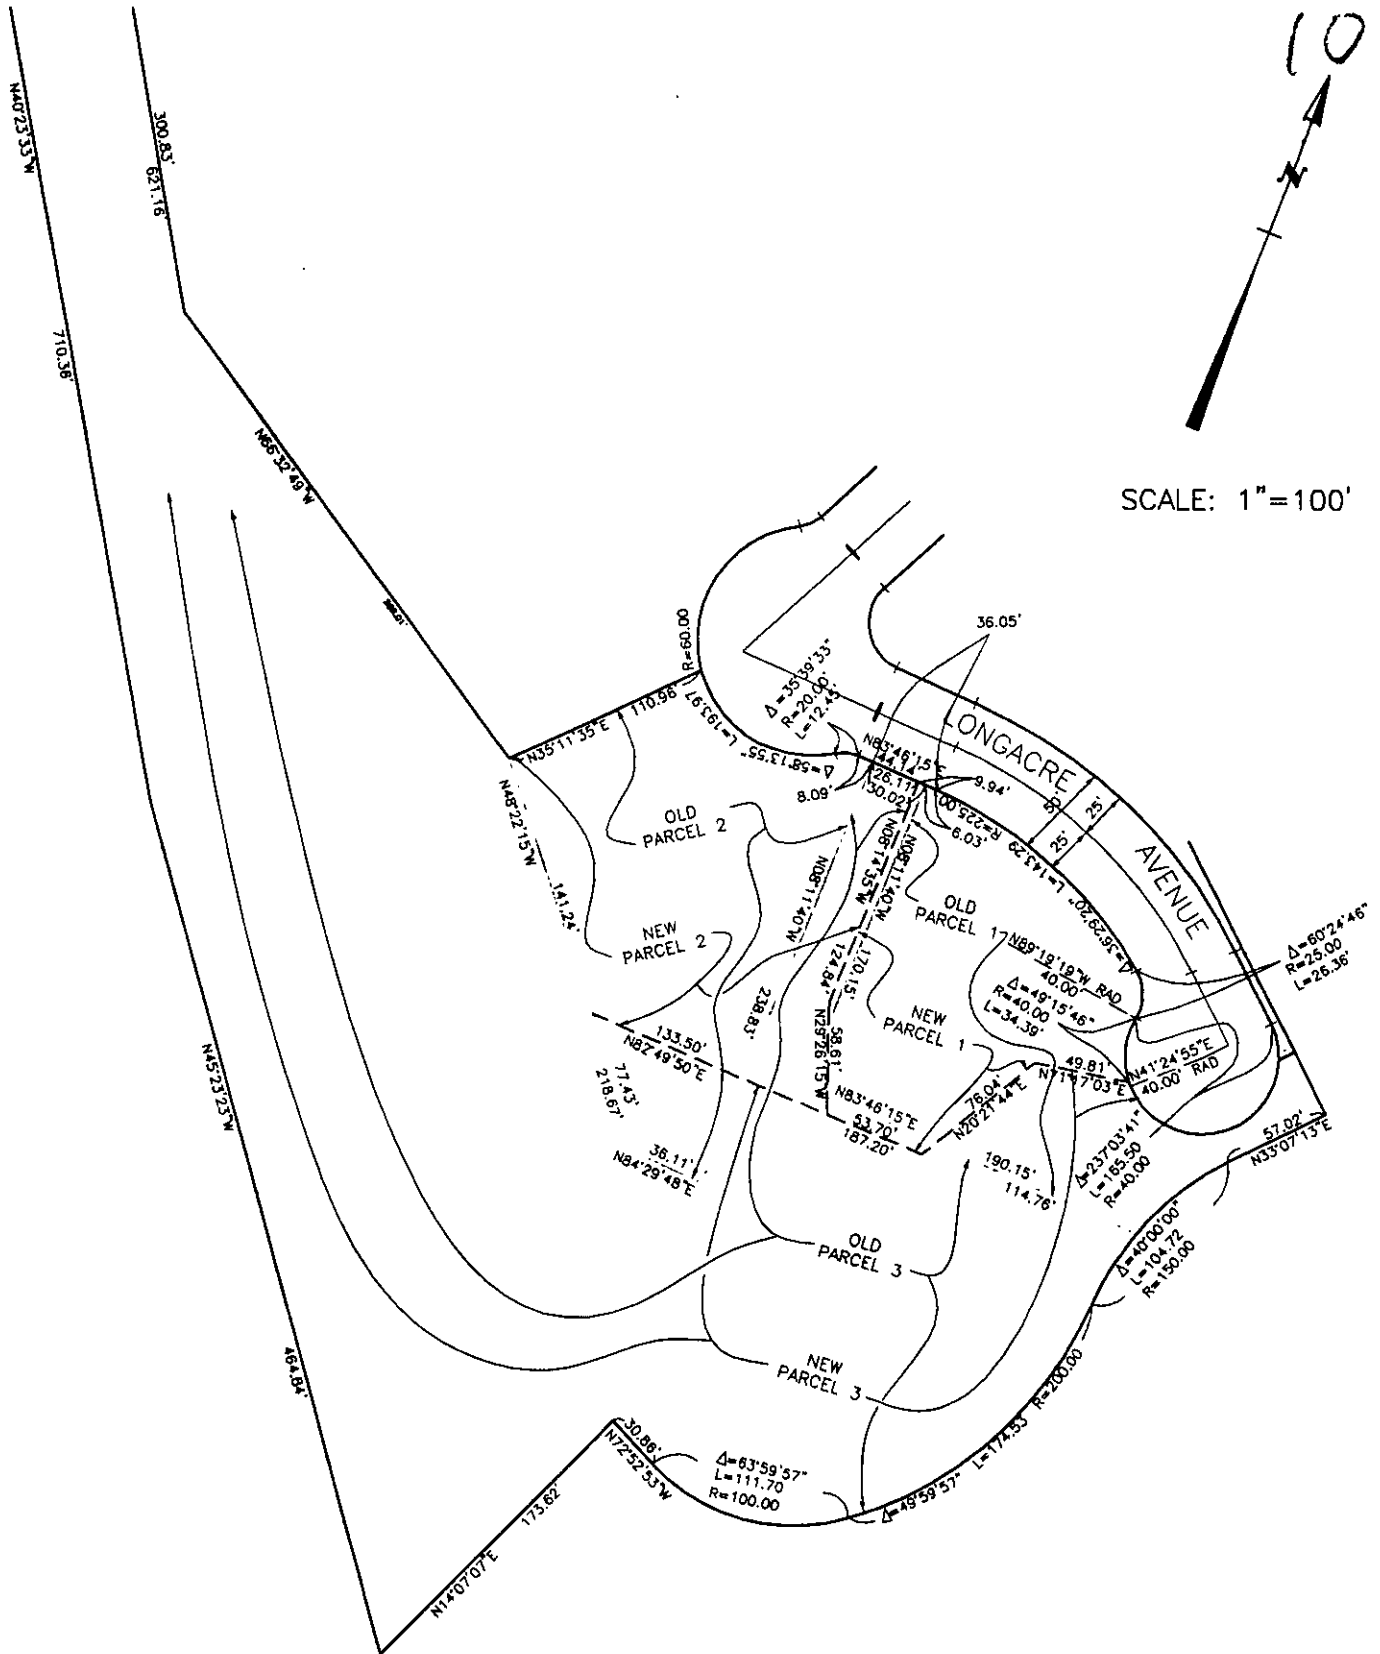 10
N
SCALE: 1"=100'
N40°23'33"W
300.83'
621.16'
710.36'
N66°32'49"W
R=60.00
36.05'
Δ=35°39'33"
R=20.00'
L=12.45'
110.96'
N35°11'35"E
L=193.97
Δ=58°13'55"
N83°46'15"E
44.14'
26.11'
30.02'
8.09'
9.94'
6.03'
LONGACRE
AVENUE
50'
25'
25'
R=225.00
L=143.29
Δ=36°29'20"
N48°22'15"W
141.24'
OLD
PARCEL 2
NEW
PARCEL 2
N08°11'40"W
238.83'
N08°14'35"W
124.84'
N08°11'40"W
170.15'
OLD
PARCEL 1
NEW
PARCEL 1
N89°19'19"W RAD
40.00'
Δ=49°15'46"
R=40.00
L=34.39'
Δ=60°24'46"
R=25.00
L=26.36'
133.50'
N82°49'50"E
77.43'
218.67'
58.61'
N29°26'15"W
N83°46'15"E
53.70'
187.20'
76.04'
N20°21'44"E
49.81'
N71°17'03"E
N41°24'55"E
40.00' RAD
36.11'
N84°29'48"E
190.15'
114.76'
Δ=237°03'41"
L=165.50
R=40.00
57.02'
N33°07'13"E
Δ=40°00'00"
L=104.72
R=150.00
OLD
PARCEL 3
NEW
PARCEL 3
N45°23'23"W
464.84'
30.86'
N72°52'53"W
Δ=63°59'57"
L=111.70
R=100.00
Δ=49°59'57"
L=174.53
R=200.00
173.62'
N14°07'07"E